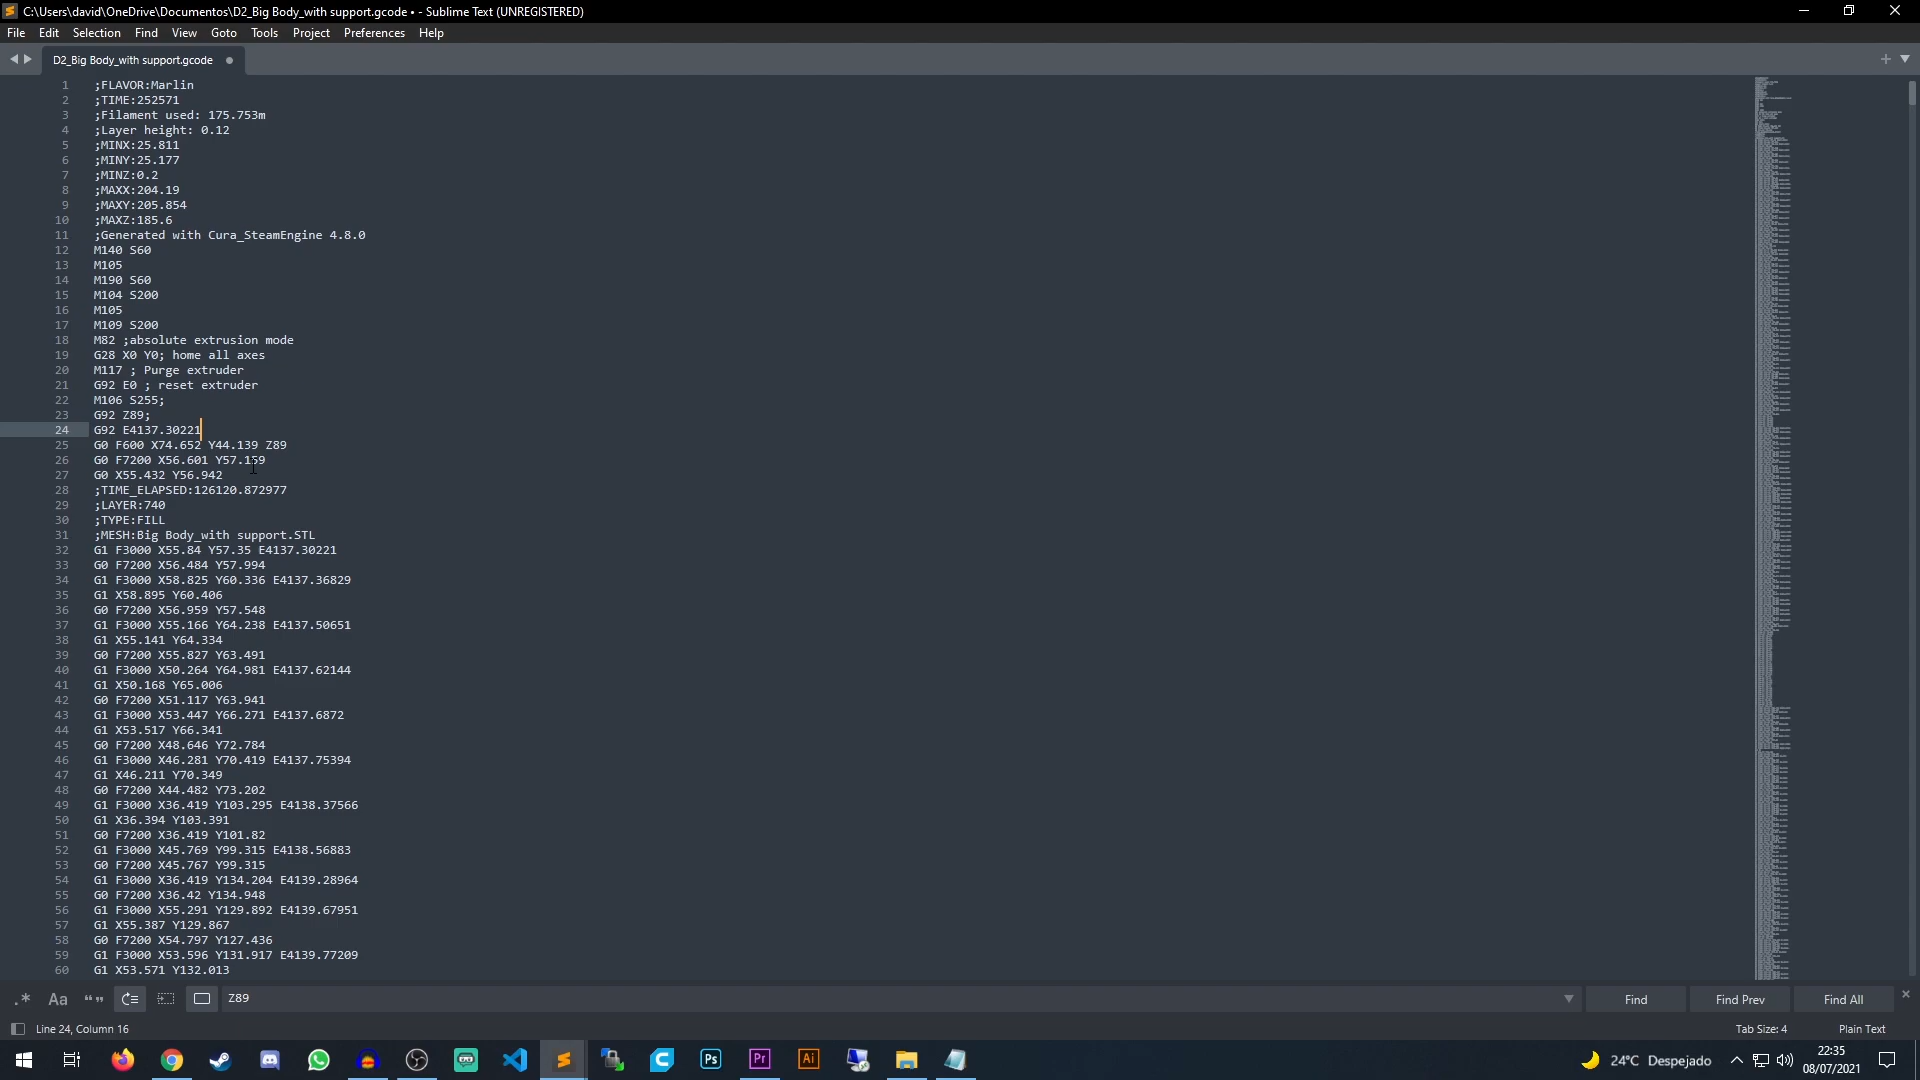 C:\Users\david\OneDrive\Documentos\D2_Big Body_with support.gcode • - Sublime Text (UNREGISTERED)
File Edit Selection Find View Goto Tools Project Preferences Help
D2_Big Body_with support.gcode
1 ;FLAVOR:Marlin
2 ;TIME:252571
3 ;Filament used: 175.753m
4 ;Layer height: 0.12
5 ;MINX:25.811
6 ;MINY:25.177
7 ;MINZ:0.2
8 ;MAXX:204.19
9 ;MAXY:205.854
10 ;MAXZ:185.6
11 ;Generated with Cura_SteamEngine 4.8.0
12 M140 S60
13 M105
14 M190 S60
15 M104 S200
16 M105
17 M109 S200
18 M82 ;absolute extrusion mode
19 G28 X0 Y0; home all axes
20 M117 ; Purge extruder
21 G92 E0 ; reset extruder
22 M106 S255;
23 G92 Z89;
24 G92 E4137.30221
25 G0 F600 X74.652 Y44.139 Z89
26 G0 F7200 X56.601 Y57.159
27 G0 X55.432 Y56.942
28 ;TIME_ELAPSED:126120.872977
29 ;LAYER:740
30 ;TYPE:FILL
31 ;MESH:Big Body_with support.STL
32 G1 F3000 X55.84 Y57.35 E4137.30221
33 G0 F7200 X56.484 Y57.994
34 G1 F3000 X58.825 Y60.336 E4137.36829
35 G1 X58.895 Y60.406
36 G0 F7200 X56.959 Y57.548
37 G1 F3000 X55.166 Y64.238 E4137.50651
38 G1 X55.141 Y64.334
39 G0 F7200 X55.827 Y63.491
40 G1 F3000 X50.264 Y64.981 E4137.62144
41 G1 X50.168 Y65.006
42 G0 F7200 X51.117 Y63.941
43 G1 F3000 X53.447 Y66.271 E4137.6872
44 G1 X53.517 Y66.341
45 G0 F7200 X48.646 Y72.784
46 G1 F3000 X46.281 Y70.419 E4137.75394
47 G1 X46.211 Y70.349
48 G0 F7200 X44.482 Y73.202
49 G1 F3000 X36.419 Y103.295 E4138.37566
50 G1 X36.394 Y103.391
51 G0 F7200 X36.419 Y101.82
52 G1 F3000 X45.769 Y99.315 E4138.56883
53 G0 F7200 X45.767 Y99.315
54 G1 F3000 X36.419 Y134.204 E4139.28964
55 G0 F7200 X36.42 Y134.948
56 G1 F3000 X55.291 Y129.892 E4139.67951
57 G1 X55.387 Y129.867
58 G0 F7200 X54.797 Y127.436
59 G1 F3000 X53.596 Y131.917 E4139.77209
60 G1 X53.571 Y132.013
.* Aa “” Z89 Find Find Prev Find All
Line 24, Column 16 Tab Size: 4 Plain Text
Ps Pr Ai 24°C Despejado 22:35
08/07/2021